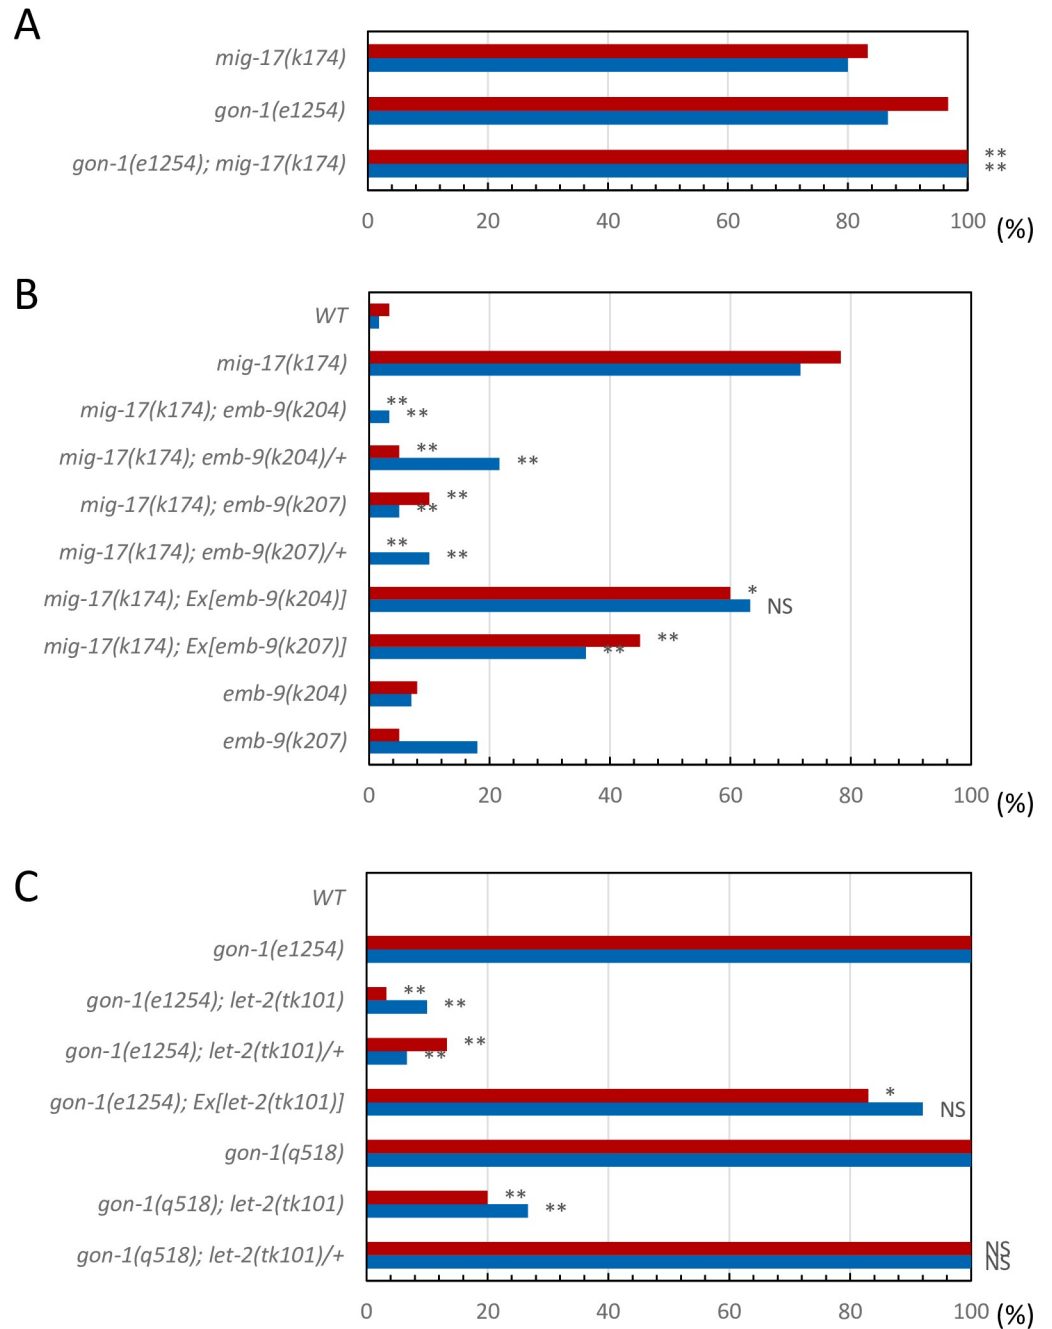 A
mig-17(k174)
gon-1(e1254)
gon-1(e1254); mig-17(k174) **
**
0 20 40 60 80 100 (%)
B
WT
mig-17(k174)
mig-17(k174); emb-9(k204) ** **
mig-17(k174); emb-9(k204)/+ ** **
mig-17(k174); emb-9(k207) ** **
mig-17(k174); emb-9(k207)/+ ** **
mig-17(k174); Ex[emb-9(k204)] * NS
mig-17(k174); Ex[emb-9(k207)] ** **
emb-9(k204)
emb-9(k207)
0 20 40 60 80 100 (%)
C
WT
gon-1(e1254)
gon-1(e1254); let-2(tk101) ** **
gon-1(e1254); let-2(tk101)/+ ** **
gon-1(e1254); Ex[let-2(tk101)] * NS
gon-1(q518)
gon-1(q518); let-2(tk101) ** **
gon-1(q518); let-2(tk101)/+ NS
NS
0 20 40 60 80 100 (%)